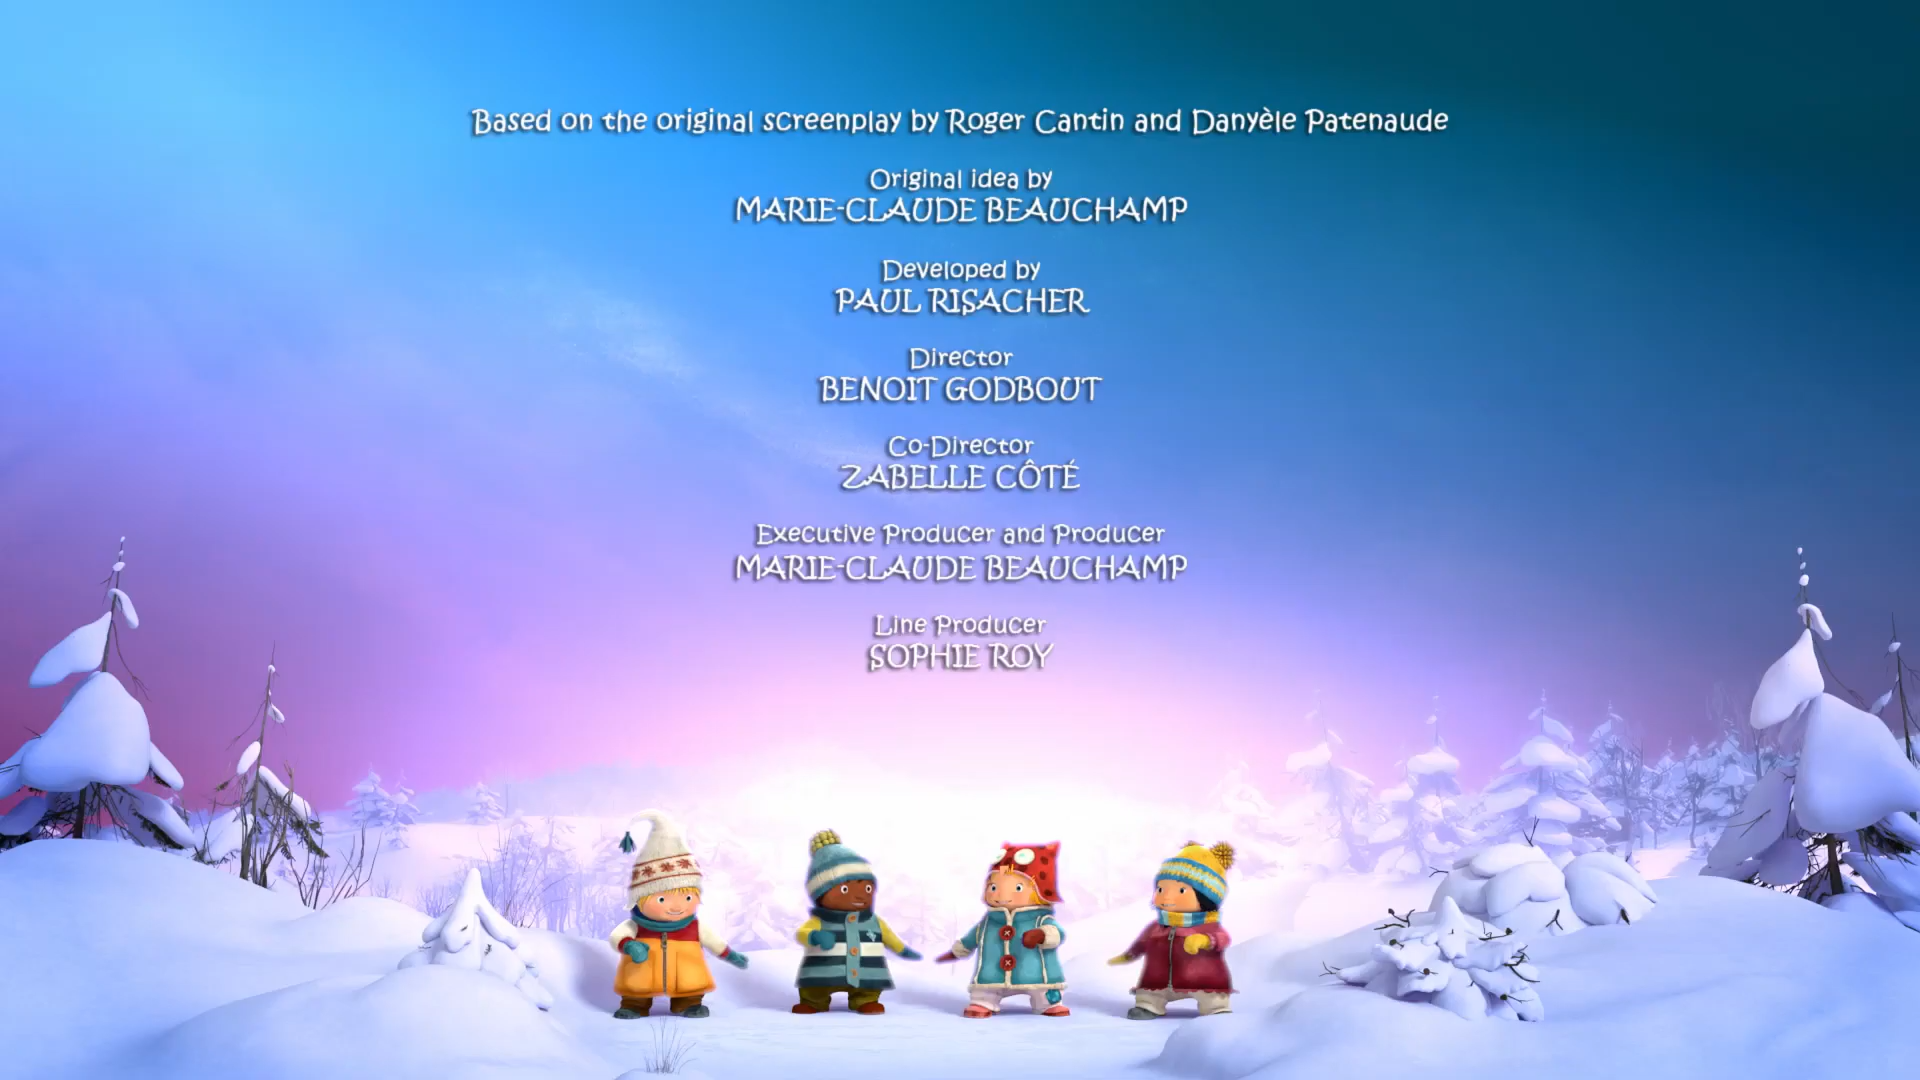 Based on the original screenplay by Roger Cantin and Danyèle Patenaude
Original idea by
MARIE-CLAUDE BEAUCHAMP
Developed by
PAUL RISACHER
Director
BENOIT GODBOUT
Co-Director
ZABELLE CÔTÉ
Executive Producer and Producer
MARIE-CLAUDE BEAUCHAMP
Line Producer
SOPHIE ROY